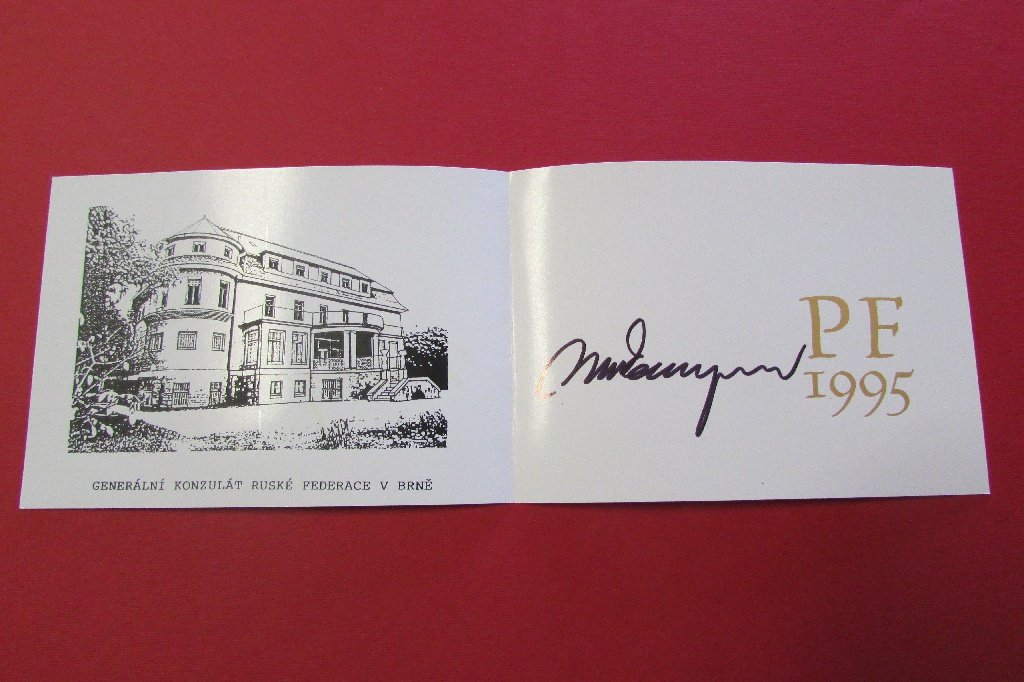 GENERÁLNÍ KONZULÁT RUSKÉ FEDERACE V BRNĚ
PF
1995